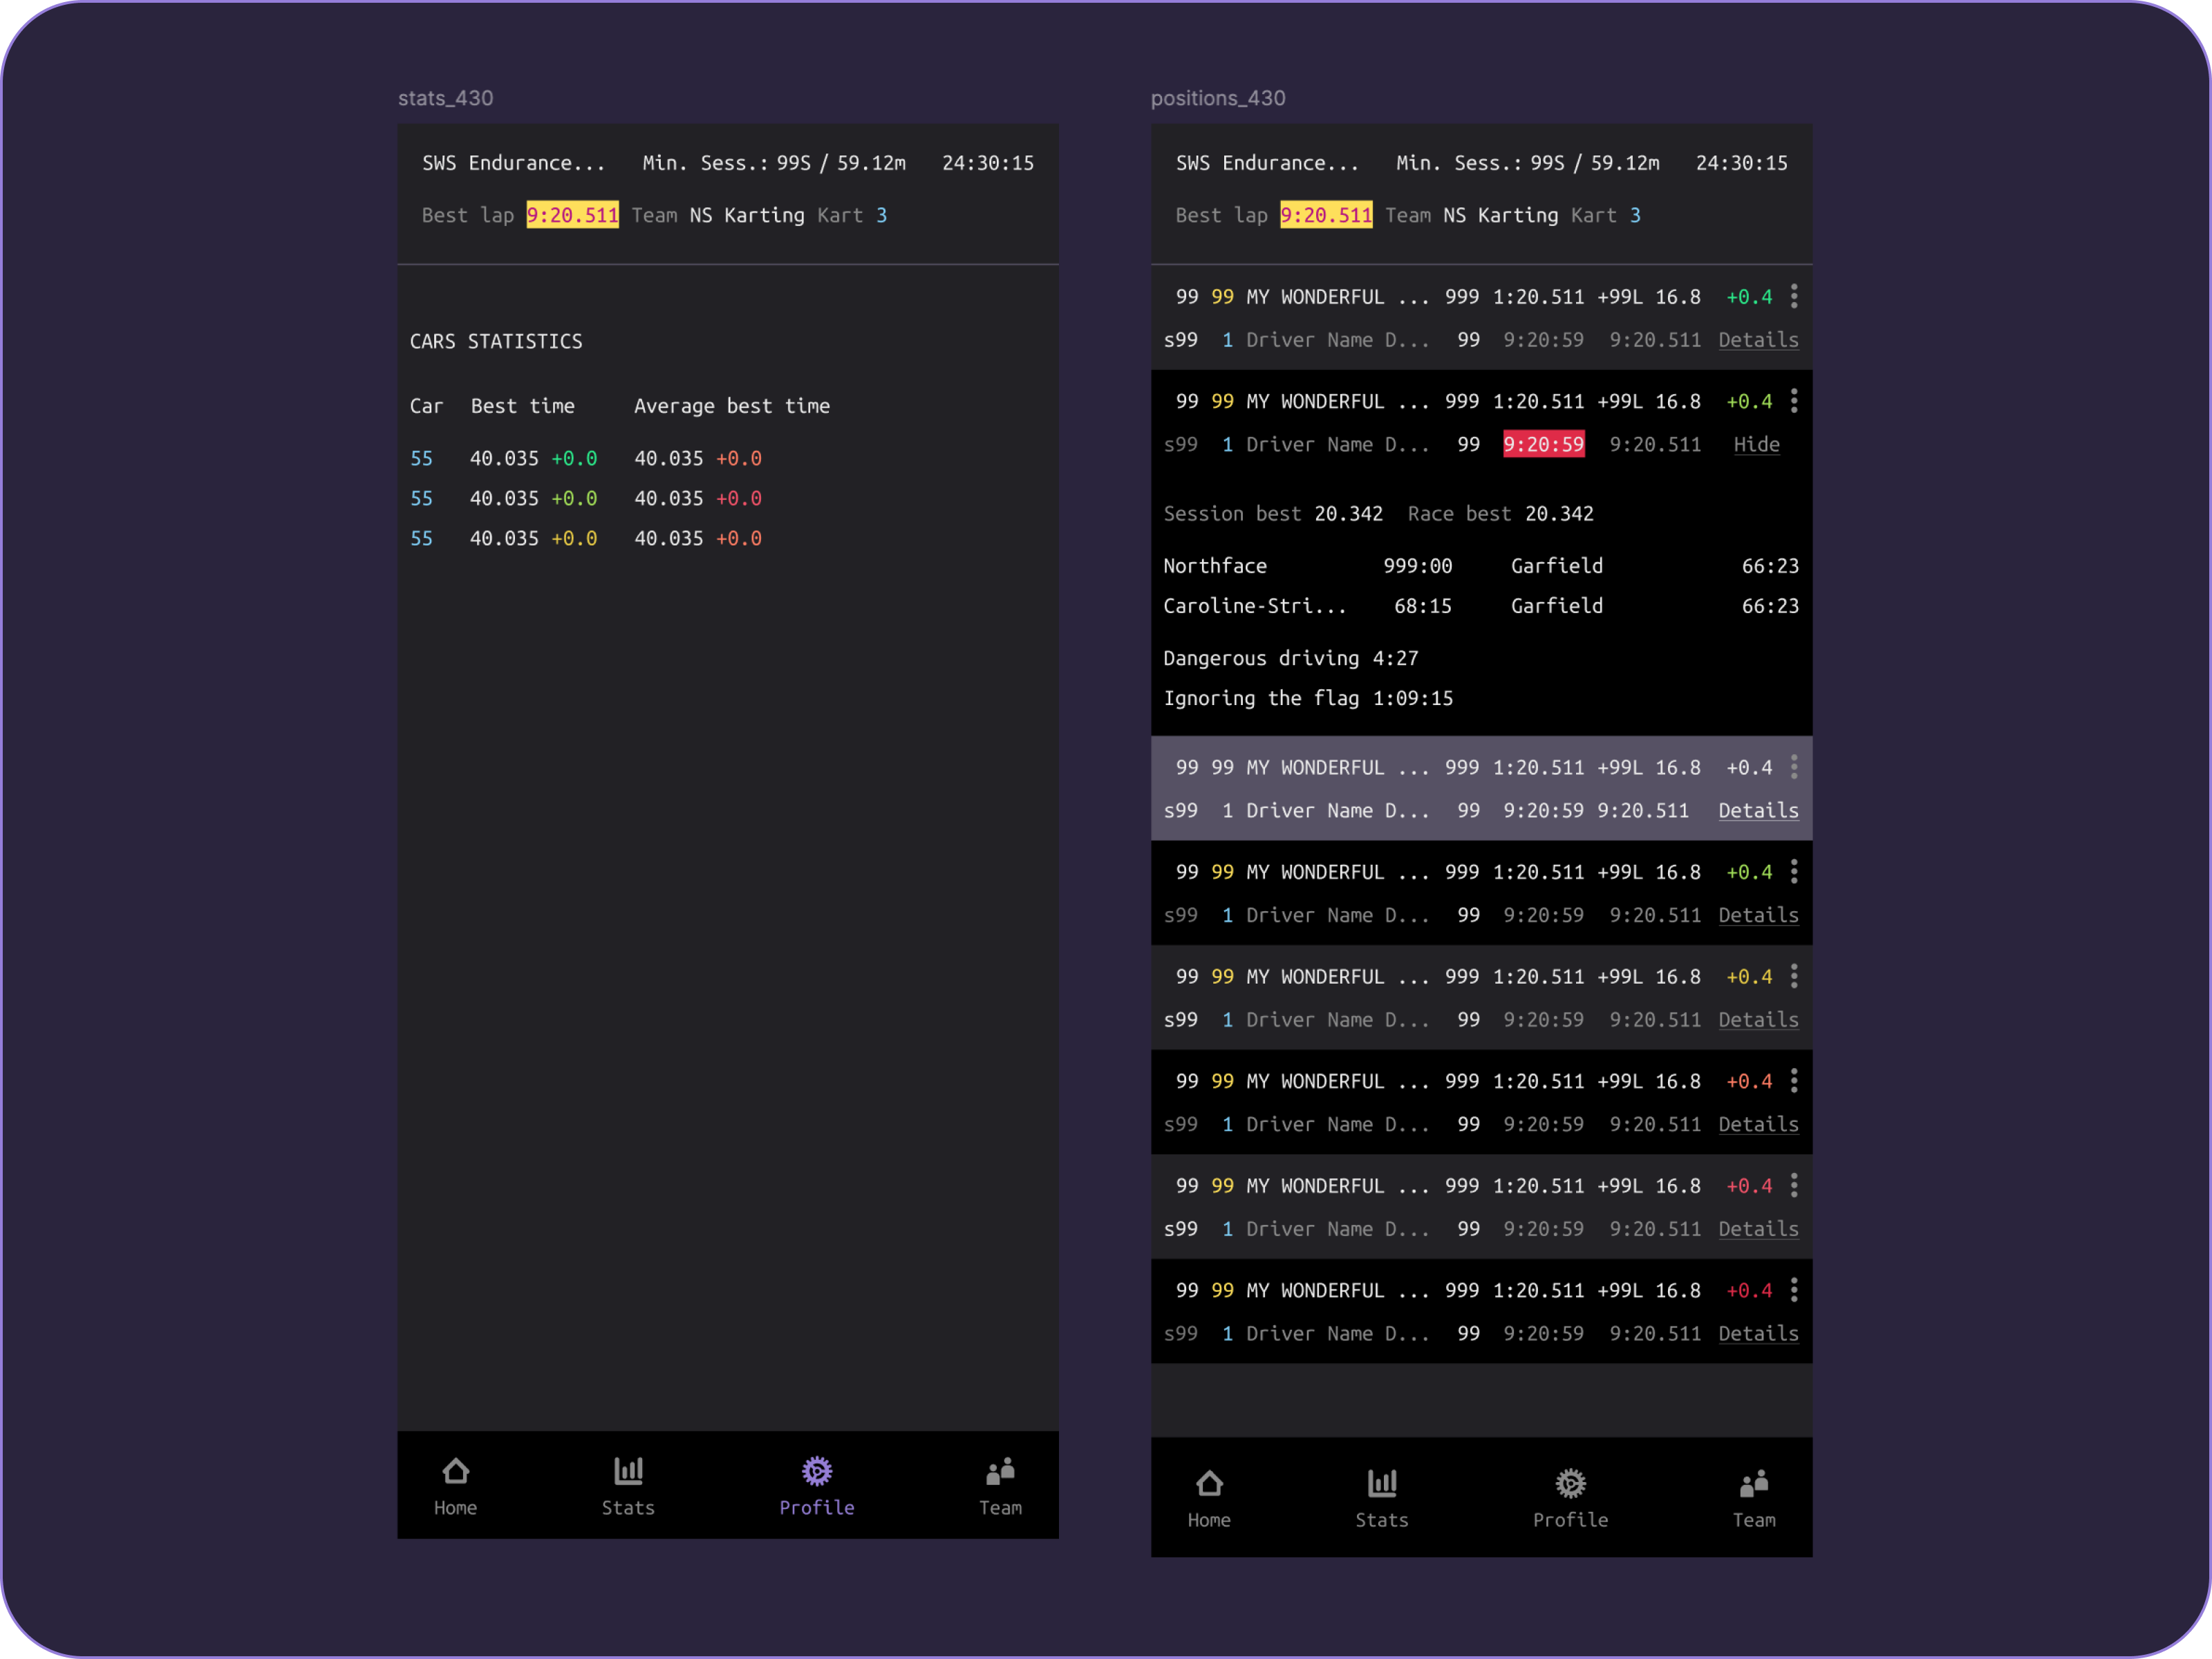 stats_430
SWS Endurance... Min. Sess.: 99S / 59.12m 24:30:15
Best lap 9:20.511 Team NS Karting Kart 3
CARS STATISTICS
Car Best time Average best time
55 40.035 +0.0 40.035 +0.0
55 40.035 +0.0 40.035 +0.0
55 40.035 +0.0 40.035 +0.0
Home Stats Profile Team
positions_430
SWS Endurance... Min. Sess.: 99S / 59.12m 24:30:15
Best lap 9:20.511 Team NS Karting Kart 3
99 99 MY WONDERFUL ... 999 1:20.511 +99L 16.8 +0.4
s99 1 Driver Name D... 99 9:20:59 9:20.511 Details
99 99 MY WONDERFUL ... 999 1:20.511 +99L 16.8 +0.4
s99 1 Driver Name D... 99 9:20:59 9:20.511 Hide
Session best 20.342 Race best 20.342
Northface 999:00 Garfield 66:23
Caroline-Stri... 68:15 Garfield 66:23
Dangerous driving 4:27
Ignoring the flag 1:09:15
99 99 MY WONDERFUL ... 999 1:20.511 +99L 16.8 +0.4
s99 1 Driver Name D... 99 9:20:59 9:20.511 Details
99 99 MY WONDERFUL ... 999 1:20.511 +99L 16.8 +0.4
s99 1 Driver Name D... 99 9:20:59 9:20.511 Details
99 99 MY WONDERFUL ... 999 1:20.511 +99L 16.8 +0.4
s99 1 Driver Name D... 99 9:20:59 9:20.511 Details
99 99 MY WONDERFUL ... 999 1:20.511 +99L 16.8 +0.4
s99 1 Driver Name D... 99 9:20:59 9:20.511 Details
99 99 MY WONDERFUL ... 999 1:20.511 +99L 16.8 +0.4
s99 1 Driver Name D... 99 9:20:59 9:20.511 Details
99 99 MY WONDERFUL ... 999 1:20.511 +99L 16.8 +0.4
s99 1 Driver Name D... 99 9:20:59 9:20.511 Details
Home Stats Profile Team